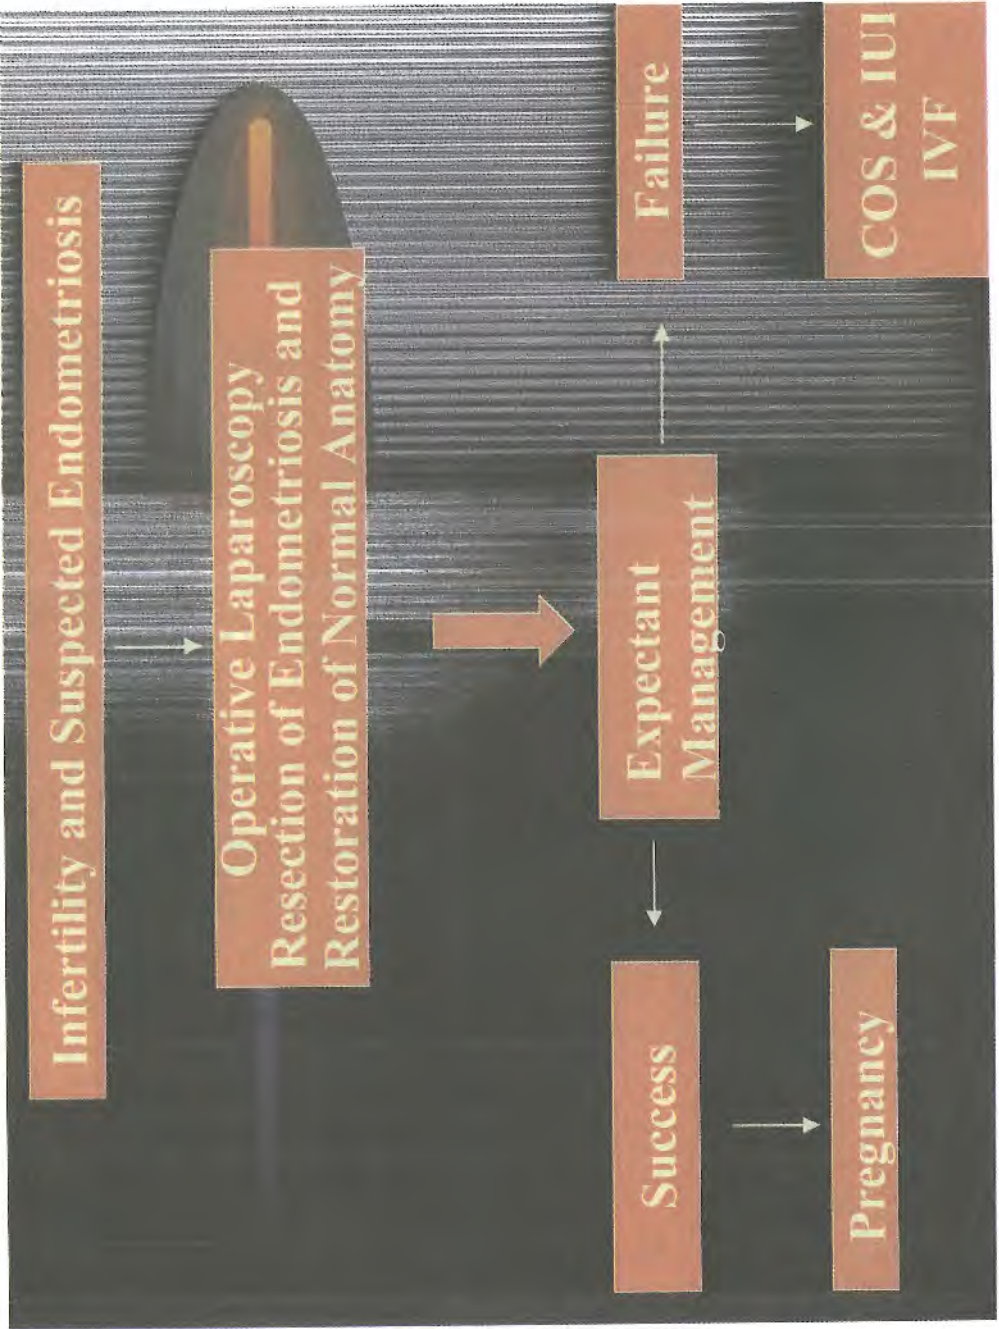 Infertility and Suspected Endometriosis
Operative Laparoscopy
Resection of Endometriosis and
Restoration of Normal Anatomy
Expectant
Management
Success
Failure
Pregnancy
COS & IUI
IVF